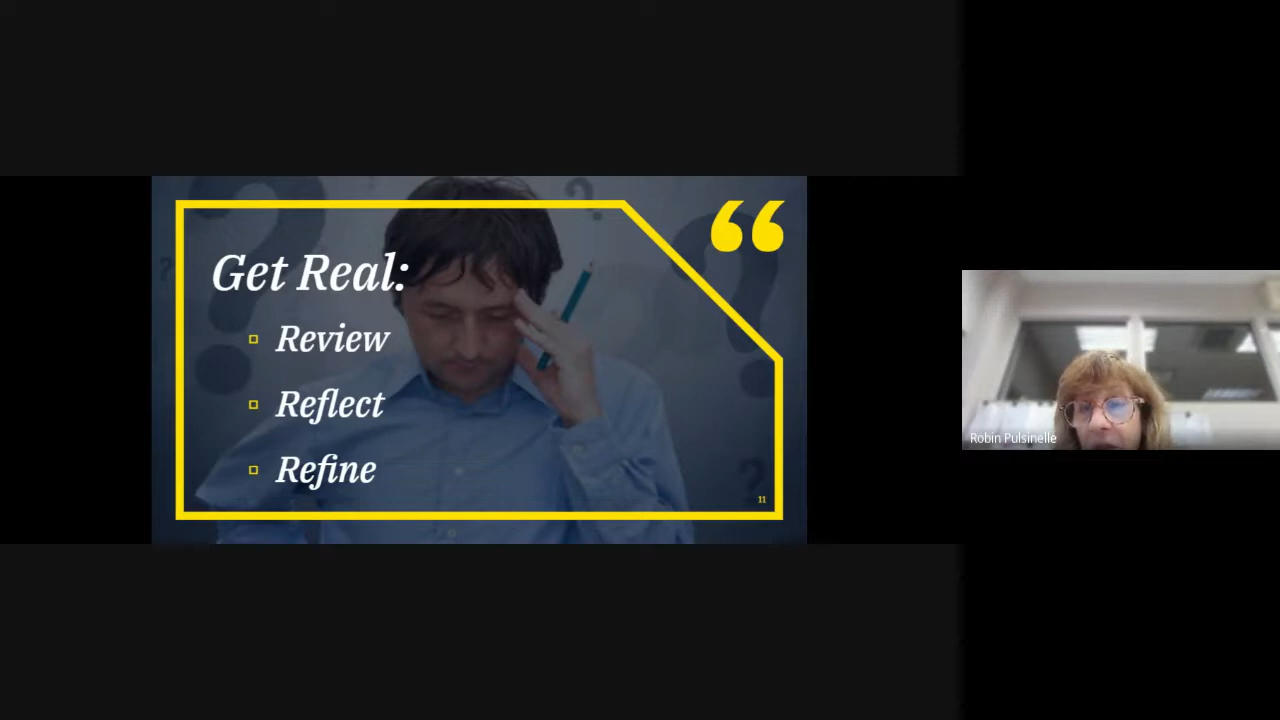 “
Get Real:
Review
Reflect
Refine
11
Robin Pulsinelle